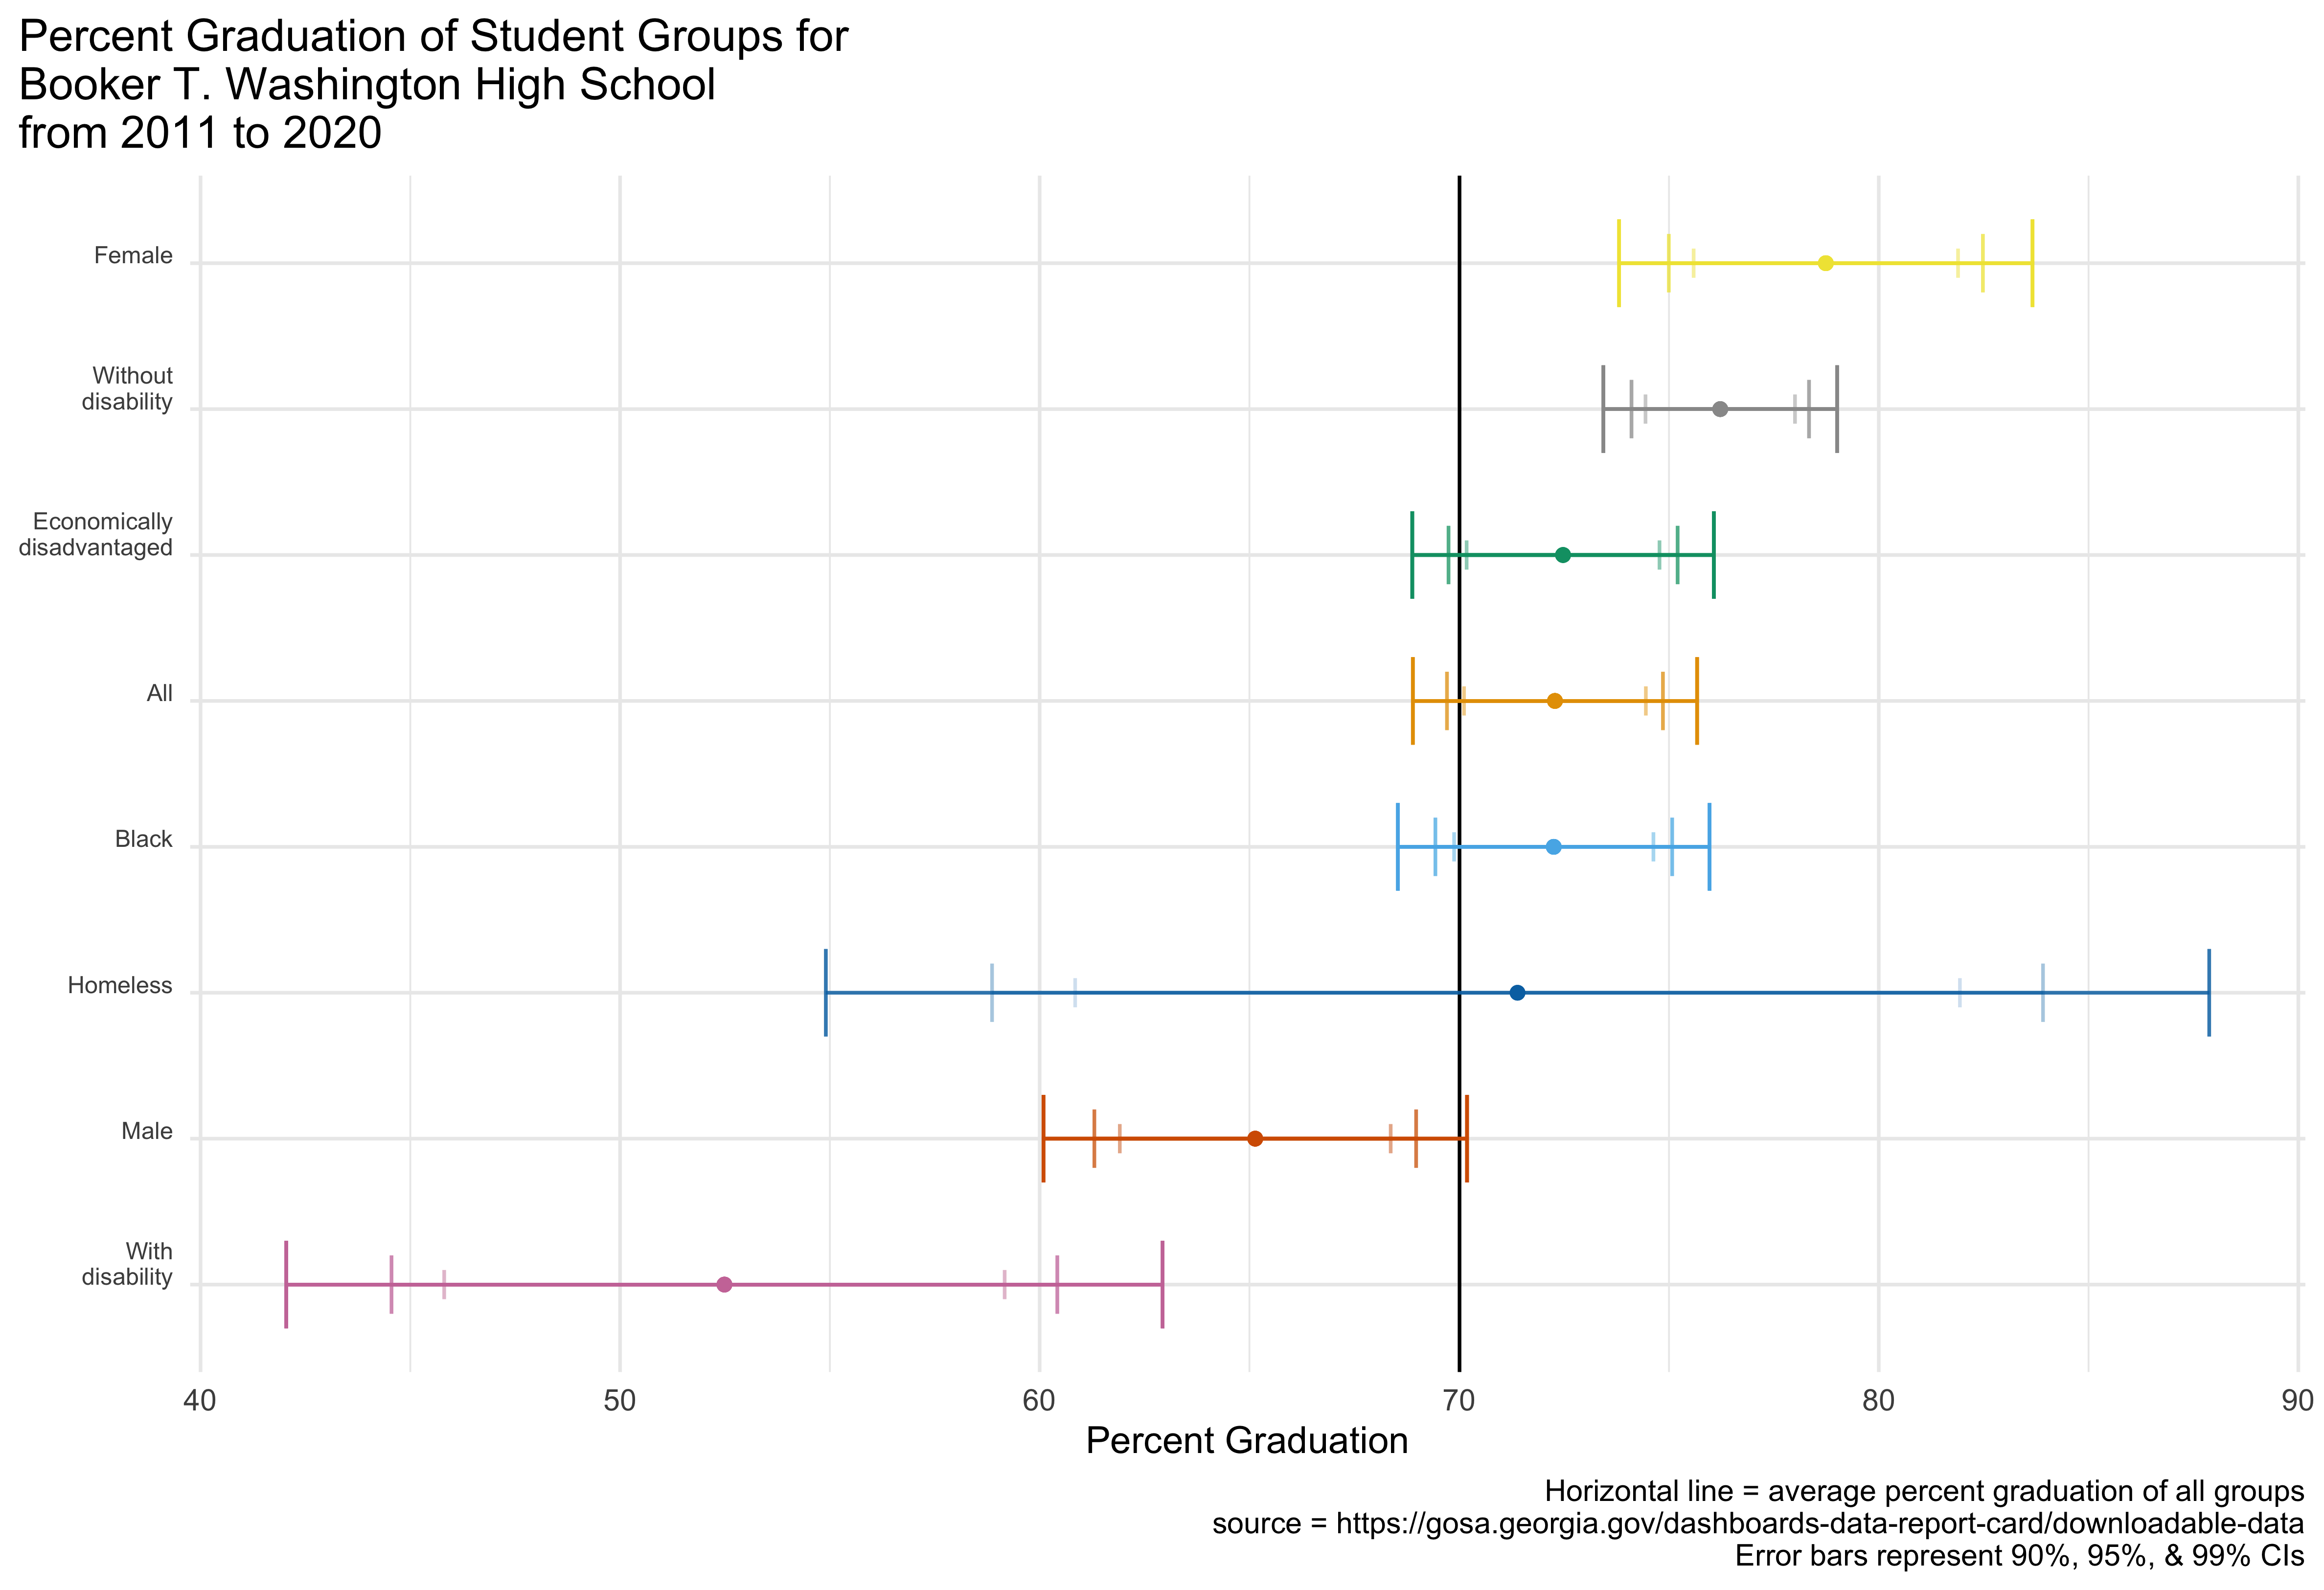 Percent Graduation of Student Groups for
Booker T. Washington High School
from 2011 to 2020
Female
Without
disability
Economically
disadvantaged
All
Black
Homeless
Male
With
disability
40 50 60 70 80 90
Percent Graduation
Horizontal line = average percent graduation of all groups
source = https://gosa.georgia.gov/dashboards-data-report-card/downloadable-data
Error bars represent 90%, 95%, & 99% CIs